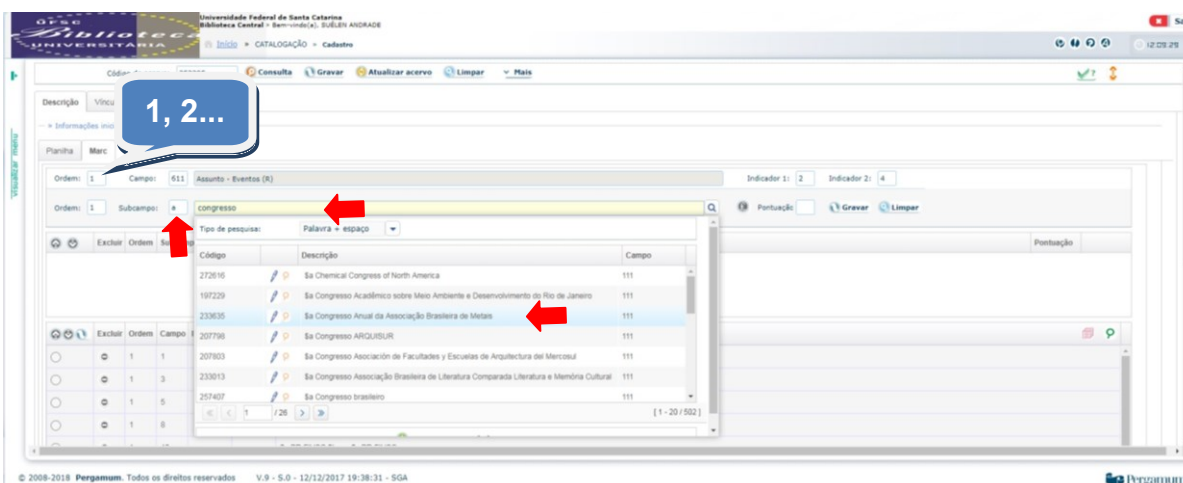 UFSC
Biblioteca
UNIVERSITÁRIA
Universidade Federal de Santa Catarina
Biblioteca Central > Bem-vindo(a). SUÉLEN ANDRADE
Início » CATALOGAÇÃO » Cadastro
12:09:29
Consulta Gravar Atualizar acervo Limpar Mais
1, 2...
Descrição
Visualizar menu
Planilha Marc
Ordem: 1 Campo: 611 Assunto - Eventos (R) Indicador 1: 2 Indicador 2: 4
Ordem: 1 Subcampo: a congresso Pontuação Gravar Limpar
Tipo de pesquisa: Palavra + espaço
Excluir Ordem Pontuação
Código Descrição Campo
272616 $a Chemical Congress of North America 111
197229 $a Congresso Acadêmico sobre Meio Ambiente e Desenvolvimento do Rio de Janeiro 111
233635 $a Congresso Anual da Associação Brasileira de Metais 111
207798 $a Congresso ARQUISUR 111
207803 $a Congresso Asociación de Facultades y Escuelas de Arquitectura del Mercosul 111
233013 $a Congresso Associação Brasileira de Literatura Comparada Literatura e Memória Cultural 111
257407 $a Congresso brasileiro 111
1 / 26 [ 1 - 20 / 502 ]
Excluir Ordem Campo
1 1
1 3
1 5
1 8
© 2008-2018 Pergamum. Todos os direitos reservados V.9 - 5.0 - 12/12/2017 19:38:31 - SGA
Pergamum